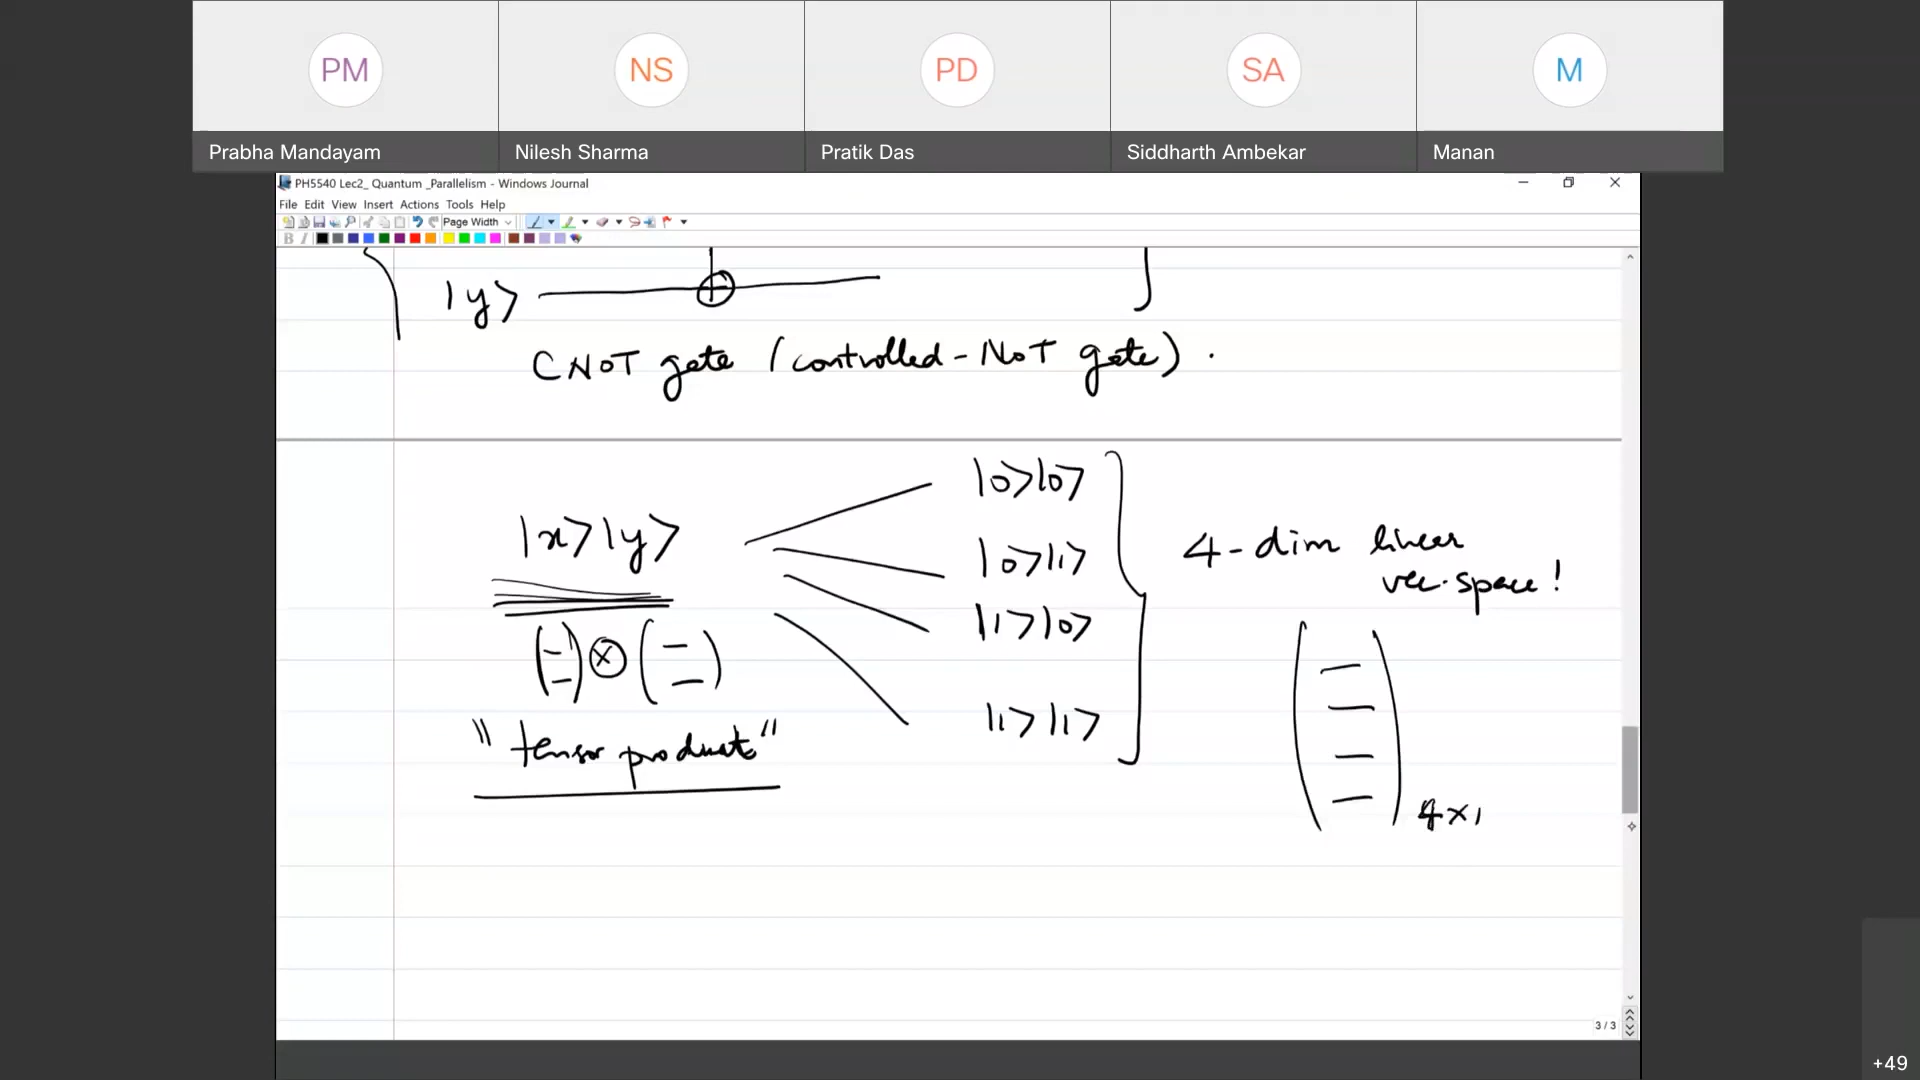 PM NS PD SA M
Prabha Mandayam Nilesh Sharma Pratik Das Siddharth Ambekar Manan
PH5540 Lec2_ Quantum _Parallelism - Windows Journal
File Edit View Insert Actions Tools Help
Page Width
B I
|y>
CNOT gate (controlled-NOT gate).
|x>|y>
( ) ⊗ ( )
"tensor product"
|0>|0>
|0>|1>
|1>|0>
|1>|1>
4-dim linear
vec. space!
4x1
3 / 3
+49